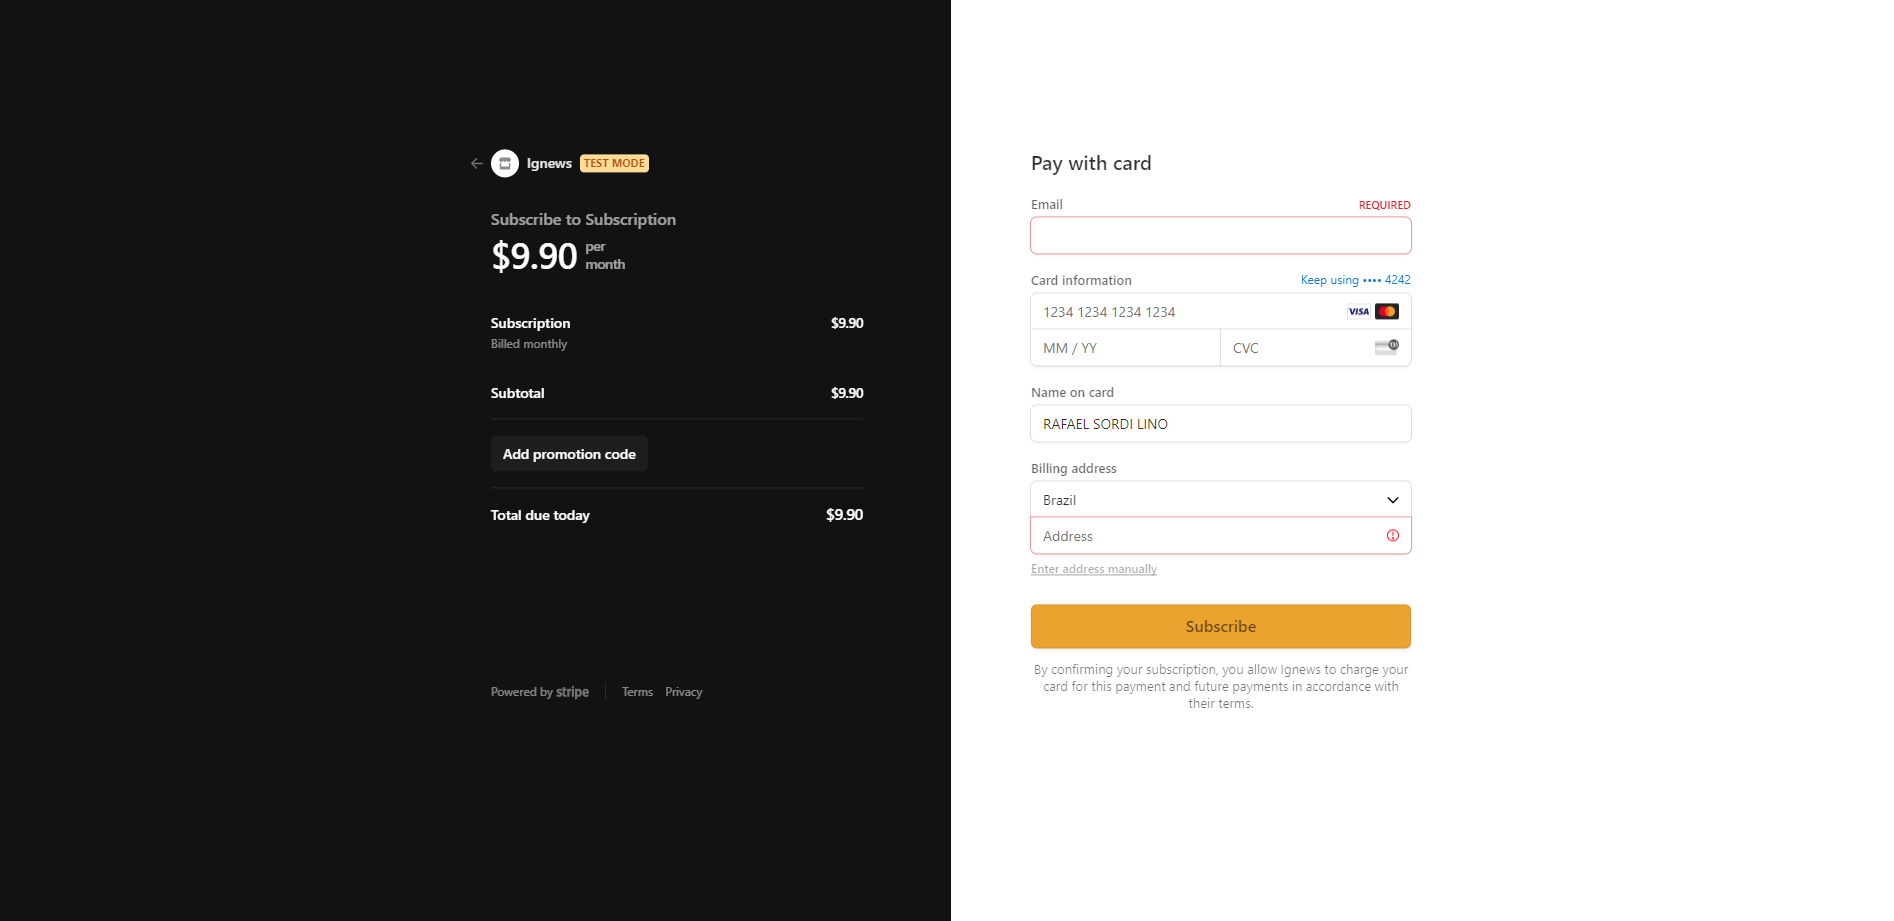 Ignews TEST MODE
Subscribe to Subscription
$9.90 per
month
Subscription $9.90
Billed monthly
Subtotal $9.90
Add promotion code
Total due today $9.90
Powered by stripe Terms Privacy
Pay with card
Email REQUIRED
Card information Keep using •••• 4242
1234 1234 1234 1234 VISA
MM / YY CVC 135
Name on card
RAFAEL SORDI LINO
Billing address
Brazil
Address
Enter address manually
Subscribe
By confirming your subscription, you allow Ignews to charge your
card for this payment and future payments in accordance with
their terms.